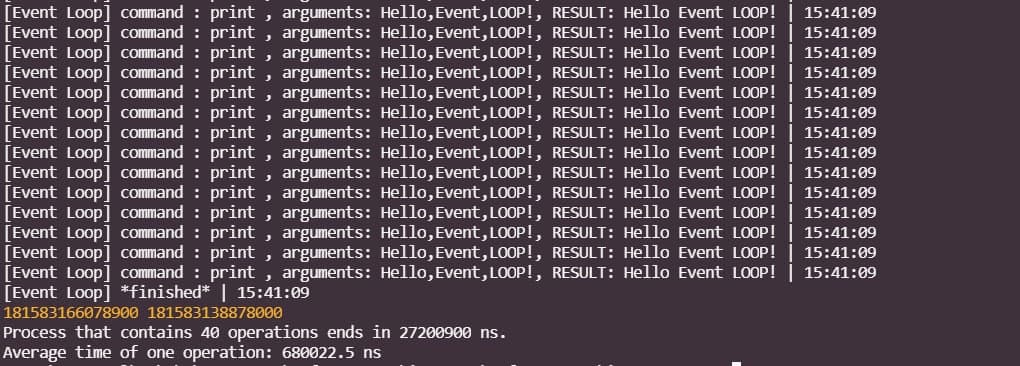 [Event Loop] command : print , arguments: Hello,Event,LOOP!, RESULT: Hello Event LOOP! | 15:41:09
[Event Loop] command : print , arguments: Hello,Event,LOOP!, RESULT: Hello Event LOOP! | 15:41:09
[Event Loop] command : print , arguments: Hello,Event,LOOP!, RESULT: Hello Event LOOP! | 15:41:09
[Event Loop] command : print , arguments: Hello,Event,LOOP!, RESULT: Hello Event LOOP! | 15:41:09
[Event Loop] command : print , arguments: Hello,Event,LOOP!, RESULT: Hello Event LOOP! | 15:41:09
[Event Loop] command : print , arguments: Hello,Event,LOOP!, RESULT: Hello Event LOOP! | 15:41:09
[Event Loop] command : print , arguments: Hello,Event,LOOP!, RESULT: Hello Event LOOP! | 15:41:09
[Event Loop] command : print , arguments: Hello,Event,LOOP!, RESULT: Hello Event LOOP! | 15:41:09
[Event Loop] command : print , arguments: Hello,Event,LOOP!, RESULT: Hello Event LOOP! | 15:41:09
[Event Loop] command : print , arguments: Hello,Event,LOOP!, RESULT: Hello Event LOOP! | 15:41:09
[Event Loop] command : print , arguments: Hello,Event,LOOP!, RESULT: Hello Event LOOP! | 15:41:09
[Event Loop] command : print , arguments: Hello,Event,LOOP!, RESULT: Hello Event LOOP! | 15:41:09
[Event Loop] command : print , arguments: Hello,Event,LOOP!, RESULT: Hello Event LOOP! | 15:41:09
[Event Loop] command : print , arguments: Hello,Event,LOOP!, RESULT: Hello Event LOOP! | 15:41:09
[Event Loop] *finished* | 15:41:09
181583166078900 181583138878000
Process that contains 40 operations ends in 27200900 ns.
Average time of one operation: 680022.5 ns